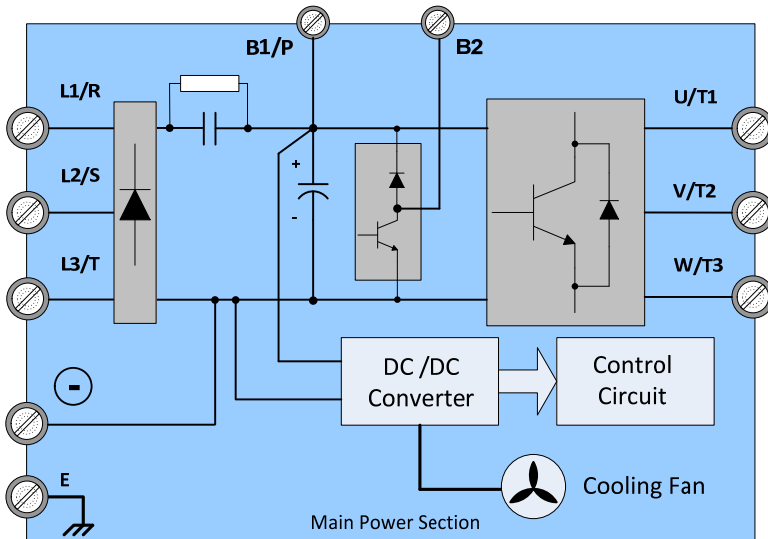 B1/P
B2
L1/R
U/T1
+
-
L2/S
V/T2
L3/T
W/T3
-
DC /DC
Converter
Control
Circuit
E
Cooling Fan
Main Power Section